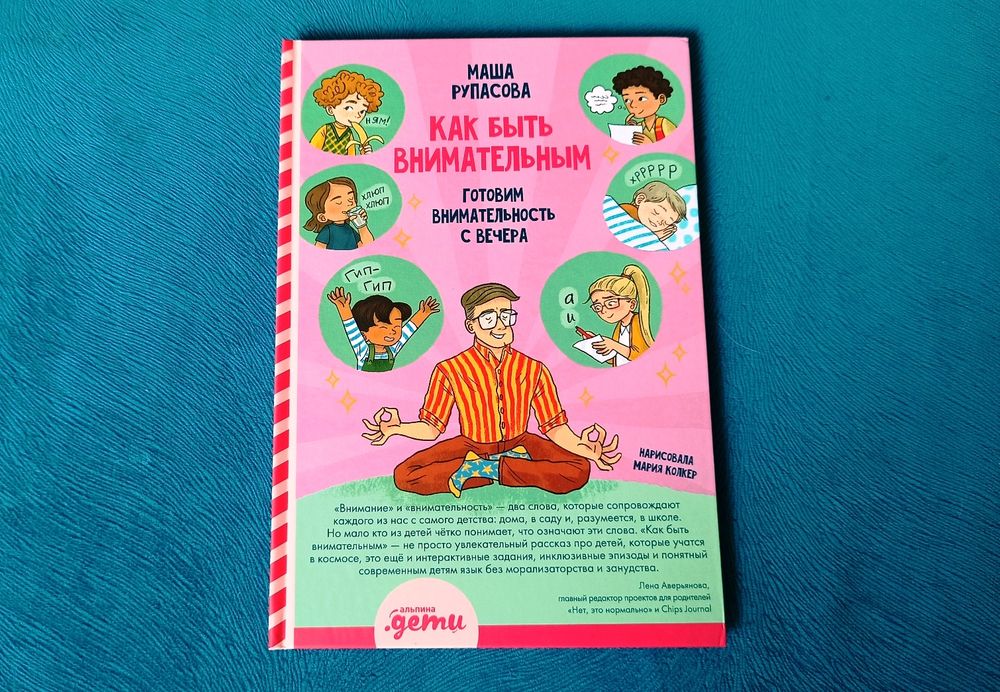 МАША
РУПАСОВА
КАК БЫТЬ
ВНИМАТЕЛЬНЫМ
ГОТОВИМ
ВНИМАТЕЛЬНОСТЬ
С ВЕЧЕРА
НЯМ!
ХРРРРР
ХЛЮП
ХЛЮП
ГИП-
ГИП
а
и
НАРИСОВАЛА
МАРИЯ КОЛКЕР
«Внимание» и «внимательность» — два слова, которые сопровождают
каждого из нас с самого детства: дома, в саду и, разумеется, в школе.
Но мало кто из детей чётко понимает, что означают эти слова. «Как быть
внимательным» — не просто увлекательный рассказ про детей, которые учатся
в космосе, это ещё и интерактивные задания, инклюзивные эпизоды и понятный
современным детям язык без морализаторства и занудства.
Лена Аверьянова,
главный редактор проектов для родителей
«Нет, это нормально» и Chips Journal
альпина
.дети